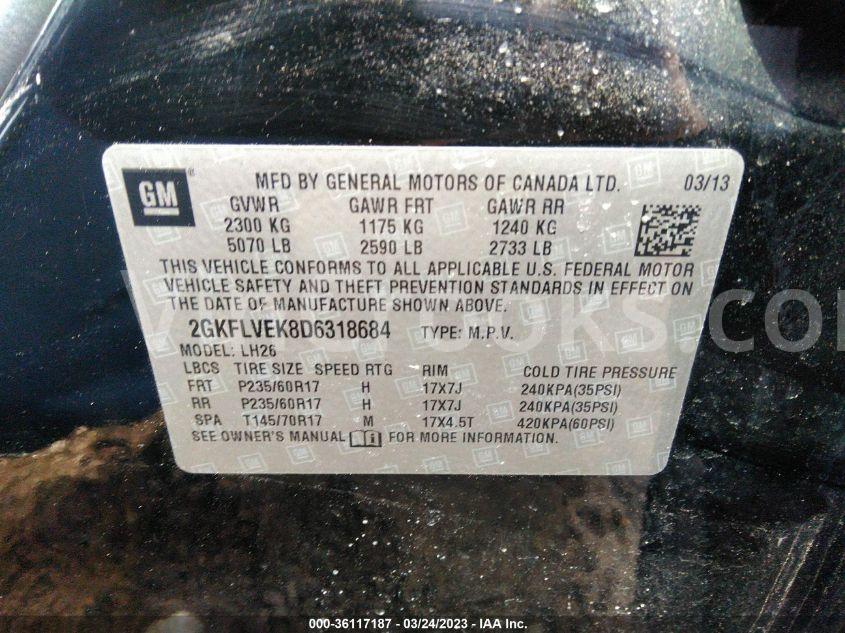 GM
®
MFD BY GENERAL MOTORS OF CANADA LTD. 03/13
GVWR GAWR FRT GAWR RR
2300 KG 1175 KG 1240 KG
5070 LB 2590 LB 2733 LB
THIS VEHICLE CONFORMS TO ALL APPLICABLE U.S. FEDERAL MOTOR
VEHICLE SAFETY AND THEFT PREVENTION STANDARDS IN EFFECT ON
THE DATE OF MANUFACTURE SHOWN ABOVE.
2GKFLVEK8D6318684 TYPE: M.P.V.
MODEL: LH26
LBCS TIRE SIZE SPEED RTG RIM COLD TIRE PRESSURE
FRT P235/60R17 H 17X7J 240KPA(35PSI)
RR P235/60R17 H 17X7J 240KPA(35PSI)
SPA T145/70R17 M 17X4.5T 420KPA(60PSI)
SEE OWNER'S MANUAL FOR MORE INFORMATION.
000-36117187 - 03/24/2023 - IAA Inc.